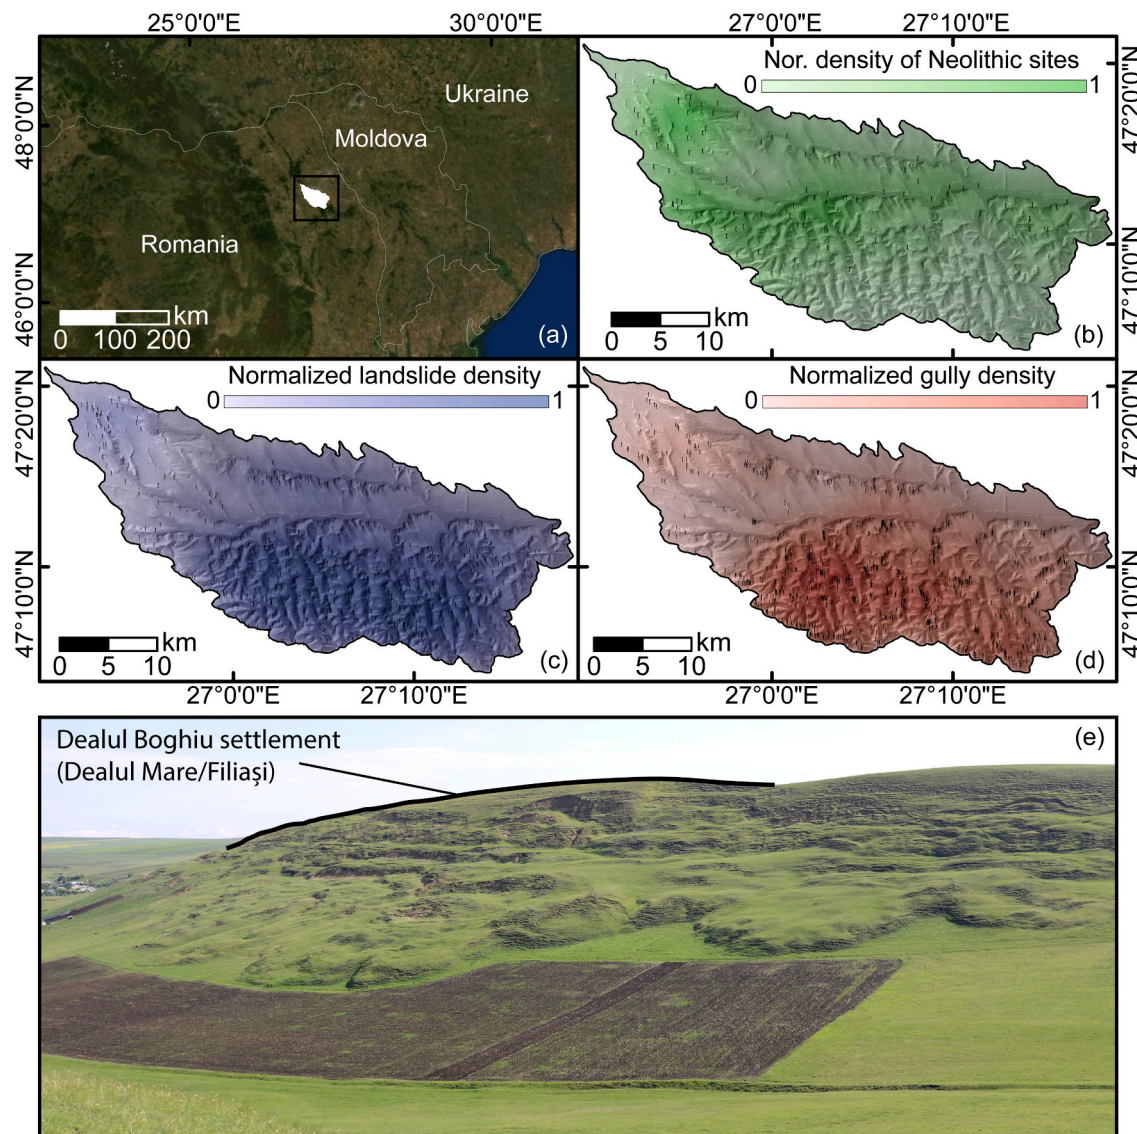 25°0'0"E
30°0'0"E
27°0'0"E
27°10'0"E
48°0'0"N
46°0'0"N
Ukraine
Moldova
Romania
km
0 100 200
(a)
Nor. density of Neolithic sites
0
1
47°20'0"N
47°10'0"N
km
0 5 10
(b)
Normalized landslide density
0
1
47°20'0"N
47°10'0"N
km
0 5 10
(c)
27°0'0"E
27°10'0"E
Normalized gully density
0
1
47°20'0"N
47°10'0"N
km
0 5 10
(d)
27°0'0"E
27°10'0"E
Dealul Boghiu settlement
(Dealul Mare/Filiași)
(e)